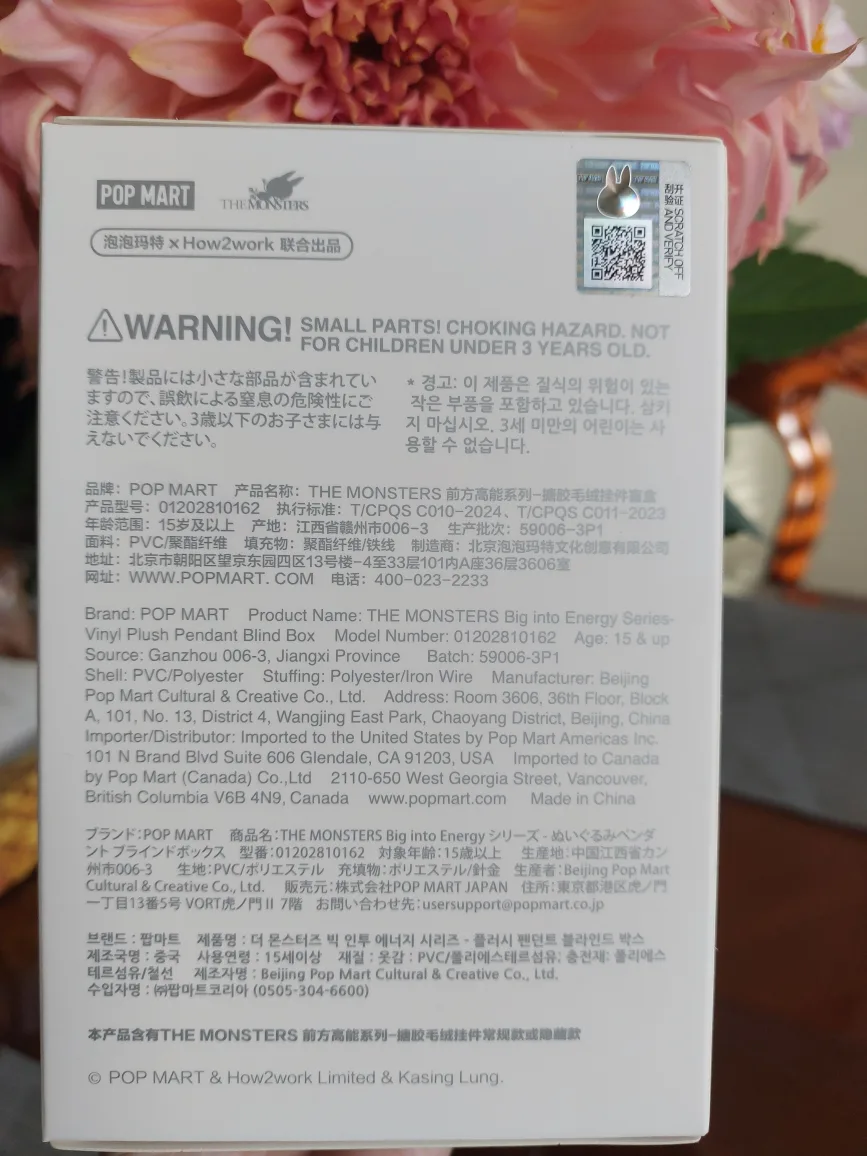 POP MART THE MONSTERS
泡泡玛特 × How2work 联合出品
刮开验证 SCRATCH OFF AND VERIFY
WARNING! SMALL PARTS! CHOKING HAZARD. NOT
FOR CHILDREN UNDER 3 YEARS OLD.
警告!製品には小さな部品が含まれてい
ますので、誤飲による窒息の危険性にご
注意ください。3歳以下のお子さまには与
えないでください。
* 경고: 이 제품은 질식의 위험이 있는
작은 부품을 포함하고 있습니다. 삼키
지 마십시오. 3세 미만의 어린이는 사
용할 수 없습니다.
品牌：POP MART 产品名称：THE MONSTERS 前方高能系列-搪胶毛绒挂件盲盒
产品型号：01202810162 执行标准：T/CPQS C010-2024、T/CPQS C011-2023
年龄范围：15岁及以上 产地：江西省赣州市006-3 生产批次：59006-3P1
面料：PVC/聚酯纤维 填充物：聚酯纤维/铁线 制造商：北京泡泡玛特文化创意有限公司
地址：北京市朝阳区望京东园四区13号楼-4至33层101内A座36层3606室
网址：WWW.POPMART.COM 电话：400-023-2233
Brand: POP MART Product Name: THE MONSTERS Big into Energy Series-
Vinyl Plush Pendant Blind Box Model Number: 01202810162 Age: 15 & up
Source: Ganzhou 006-3, Jiangxi Province Batch: 59006-3P1
Shell: PVC/Polyester Stuffing: Polyester/Iron Wire Manufacturer: Beijing
Pop Mart Cultural & Creative Co., Ltd. Address: Room 3606, 36th Floor, Block
A, 101, No. 13, District 4, Wangjing East Park, Chaoyang District, Beijing, China
Importer/Distributor: Imported to the United States by Pop Mart Americas Inc.
101 N Brand Blvd Suite 606 Glendale, CA 91203, USA Imported to Canada
by Pop Mart (Canada) Co.,Ltd 2110-650 West Georgia Street, Vancouver,
British Columbia V6B 4N9, Canada www.popmart.com Made in China
ブランド:POP MART 商品名:THE MONSTERS Big into Energy シリーズ - ぬいぐるみペンダ
ント ブラインドボックス 型番:01202810162 対象年齢:15歳以上 生産地:中国江西省カン
州市006-3 生地:PVC/ポリエステル 充填物:ポリエステル/針金 生産者:Beijing Pop Mart
Cultural & Creative Co., Ltd. 販売元:株式会社POP MART JAPAN 住所:東京都港区虎ノ門
一丁目13番5号 VORT虎ノ門Ⅱ 7階 お問い合わせ先:usersupport@popmart.co.jp
브랜드 : 팝마트 제품명 : 더 몬스터즈 빅 인투 에너지 시리즈 - 플러시 펜던트 블라인드 박스
제조국명 : 중국 사용연령 : 15세이상 재질 : 옷감 : PVC/폴리에스테르섬유; 충전재: 폴리에스
테르섬유/철선 제조자명 : Beijing Pop Mart Cultural & Creative Co., Ltd.
수입자명 : ㈜팝마트코리아 (0505-304-6600)
本产品含有THE MONSTERS 前方高能系列-搪胶毛绒挂件常规款或隐藏款
© POP MART & How2work Limited & Kasing Lung.